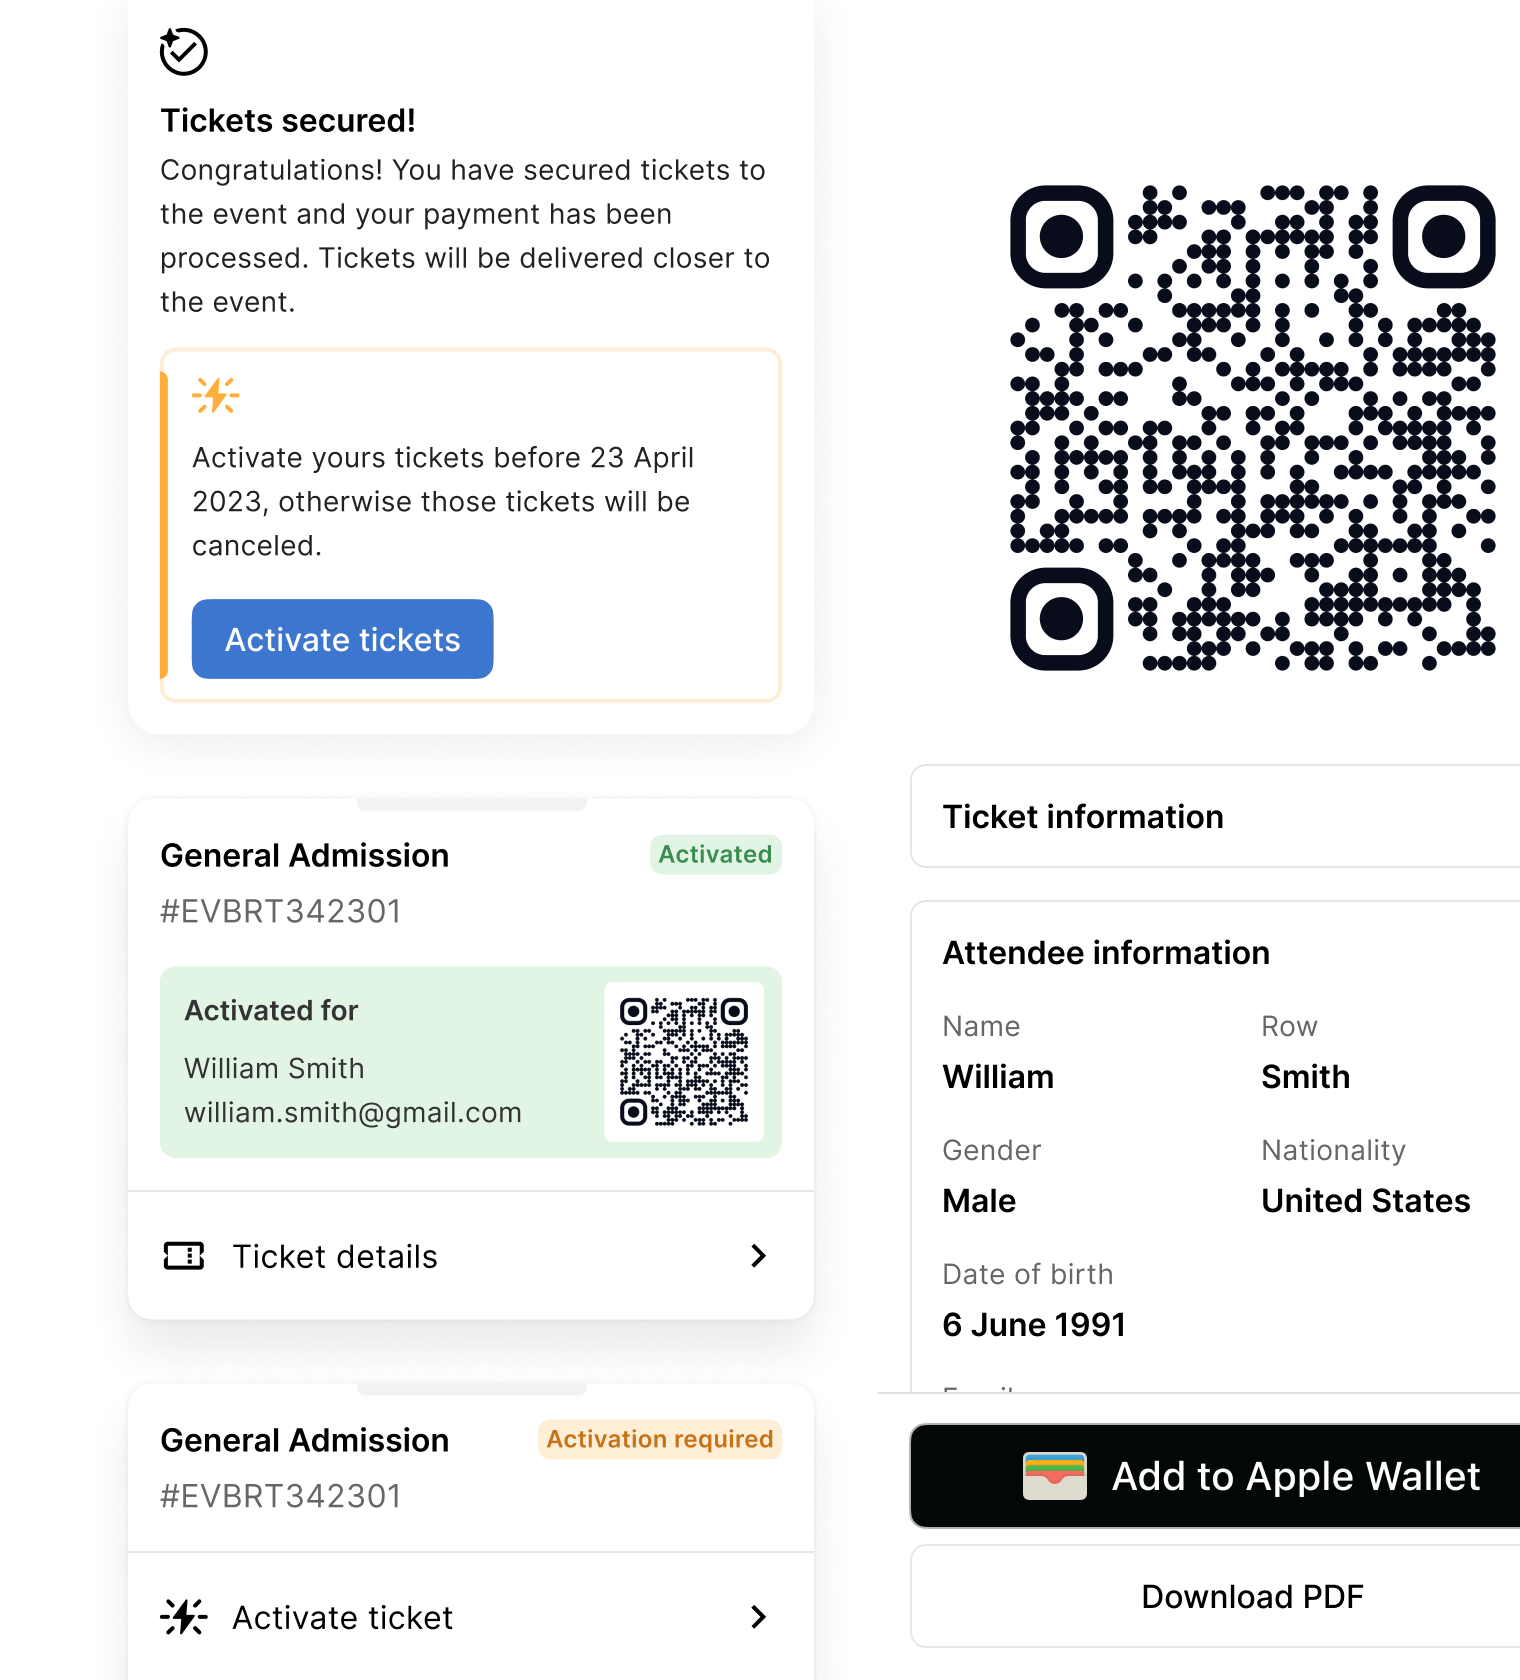 Tickets secured!
Congratulations! You have secured tickets to
the event and your payment has been
processed. Tickets will be delivered closer to
the event.
Activate yours tickets before 23 April
2023, otherwise those tickets will be
canceled.
Activate tickets
General Admission
Activated
#EVBRT342301
Activated for
William Smith
william.smith@gmail.com
Ticket details
General Admission
Activation required
#EVBRT342301
Activate ticket
Ticket information
Attendee information
Name
Row
William
Smith
Gender
Nationality
Male
United States
Date of birth
6 June 1991
Add to Apple Wallet
Download PDF